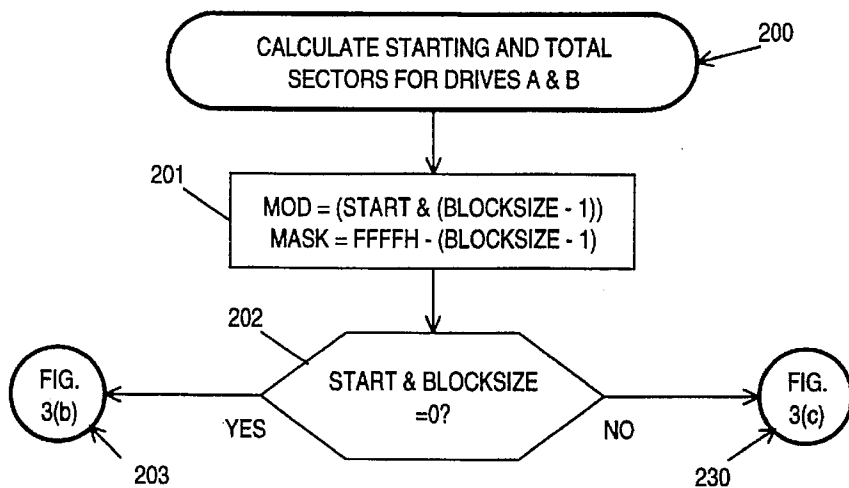 CALCULATE STARTING AND TOTAL
SECTORS FOR DRIVES A & B
200
201
MOD = (START & (BLOCKSIZE - 1))
MASK = FFFFH - (BLOCKSIZE - 1)
202
START & BLOCKSIZE
=0?
FIG.
3(b)
YES
NO
FIG.
3(c)
203
230